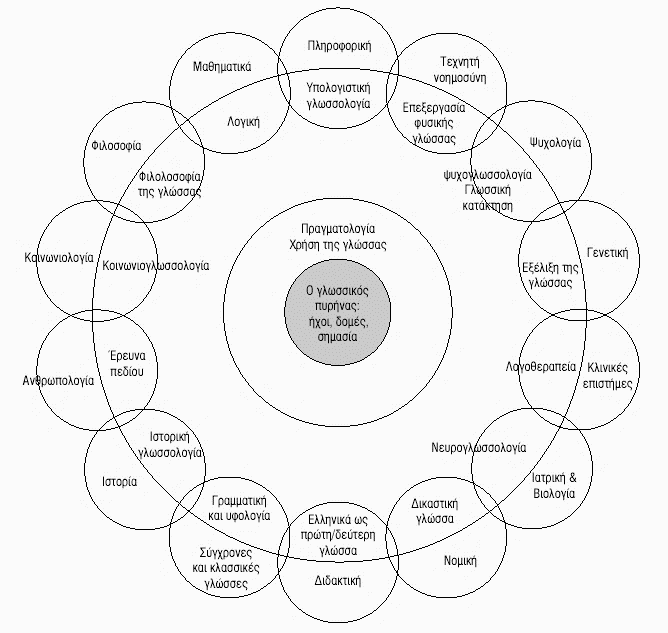 Πληροφορική
Υπολογιστική
γλωσσολογία
Τεχνητή
νοημοσύνη
Επεξεργασία
φυσικής
γλώσσας
Ψυχολογία
ψυχογλωσσολογία
Γλωσσική
κατάκτηση
Γενετική
Εξέλιξη της
γλώσσας
Λογοθεραπεία
Κλινικές
επιστήμες
Νευρογλωσσολογία
Ιατρική &
Βιολογία
Δικαστική
γλώσσα
Νομική
Ελληνικά ως
πρώτη/δεύτερη
γλώσσα
Διδακτική
Γραμματική
και υφολογία
Σύγχρονες
και κλασσικές
γλώσσες
Ιστορική
γλωσσολογία
Ιστορία
Έρευνα
πεδίου
Ανθρωπολογία
Κοινωνιολογία
Κοινωνιογλωσσολογία
Φιλοσοφία
Φιλολοσοφία
της γλώσσας
Μαθηματικά
Λογική
Πραγματολογία
Χρήση της γλώσσας
Ο γλωσσικός
πυρήνας:
ήχοι, δομές,
σημασία